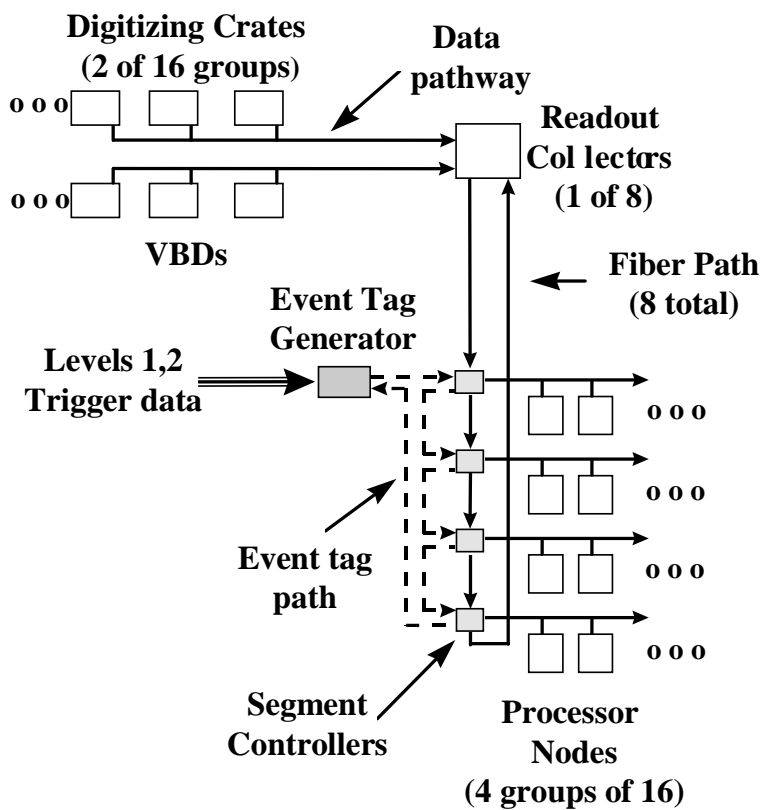 Digitizing Crates
(2 of 16 groups)
Data
pathway
o o o
Readout
Col lectors
(1 of 8)
o o o
VBDs
Fiber Path
(8 total)
Event Tag
Generator
Levels 1,2
Trigger data
o o o
o o o
Event tag
path
o o o
o o o
Segment
Controllers
Processor
Nodes
(4 groups of 16)